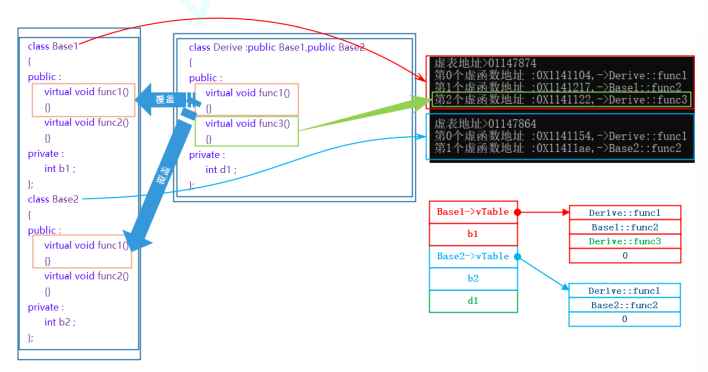 class Base1
{
public :
virtual void func1()
{}
virtual void func2()
{}
private :
int b1 ;
};
class Base2
{
public :
virtual void func1()
{}
virtual void func2()
{}
private :
int b2 ;
};
覆盖
覆盖
class Derive :public Base1,public Base2
{
public :
virtual void func1()
{}
virtual void func3()
{}
private :
int d1 ;
};
虚表地址>01147874
第0个虚函数地址 :0X1141104,->Derive::func1
第1个虚函数地址 :0X1141217,->Base1::func2
第2个虚函数地址 :0X1141122,->Derive::func3
虚表地址>01147864
第0个虚函数地址 :0X1141154,->Derive::func1
第1个虚函数地址 :0X11411ae,->Base2::func2
Base1->vTable
b1
Base2->vTable
b2
d1
Derive::func1
Base1::func2
Derive::func3
0
Derive::func1
Base2::func2
0